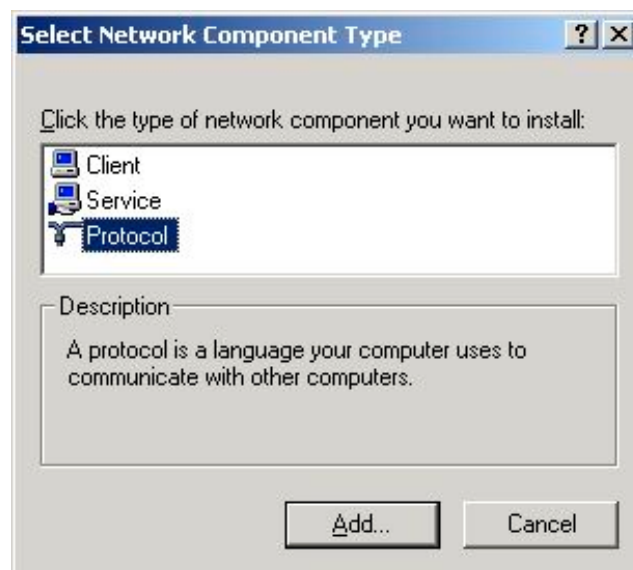 Select Network Component Type
Click the type of network component you want to install:
Client
Service
Protocol
Description
A protocol is a language your computer uses to
communicate with other computers.
Add... Cancel